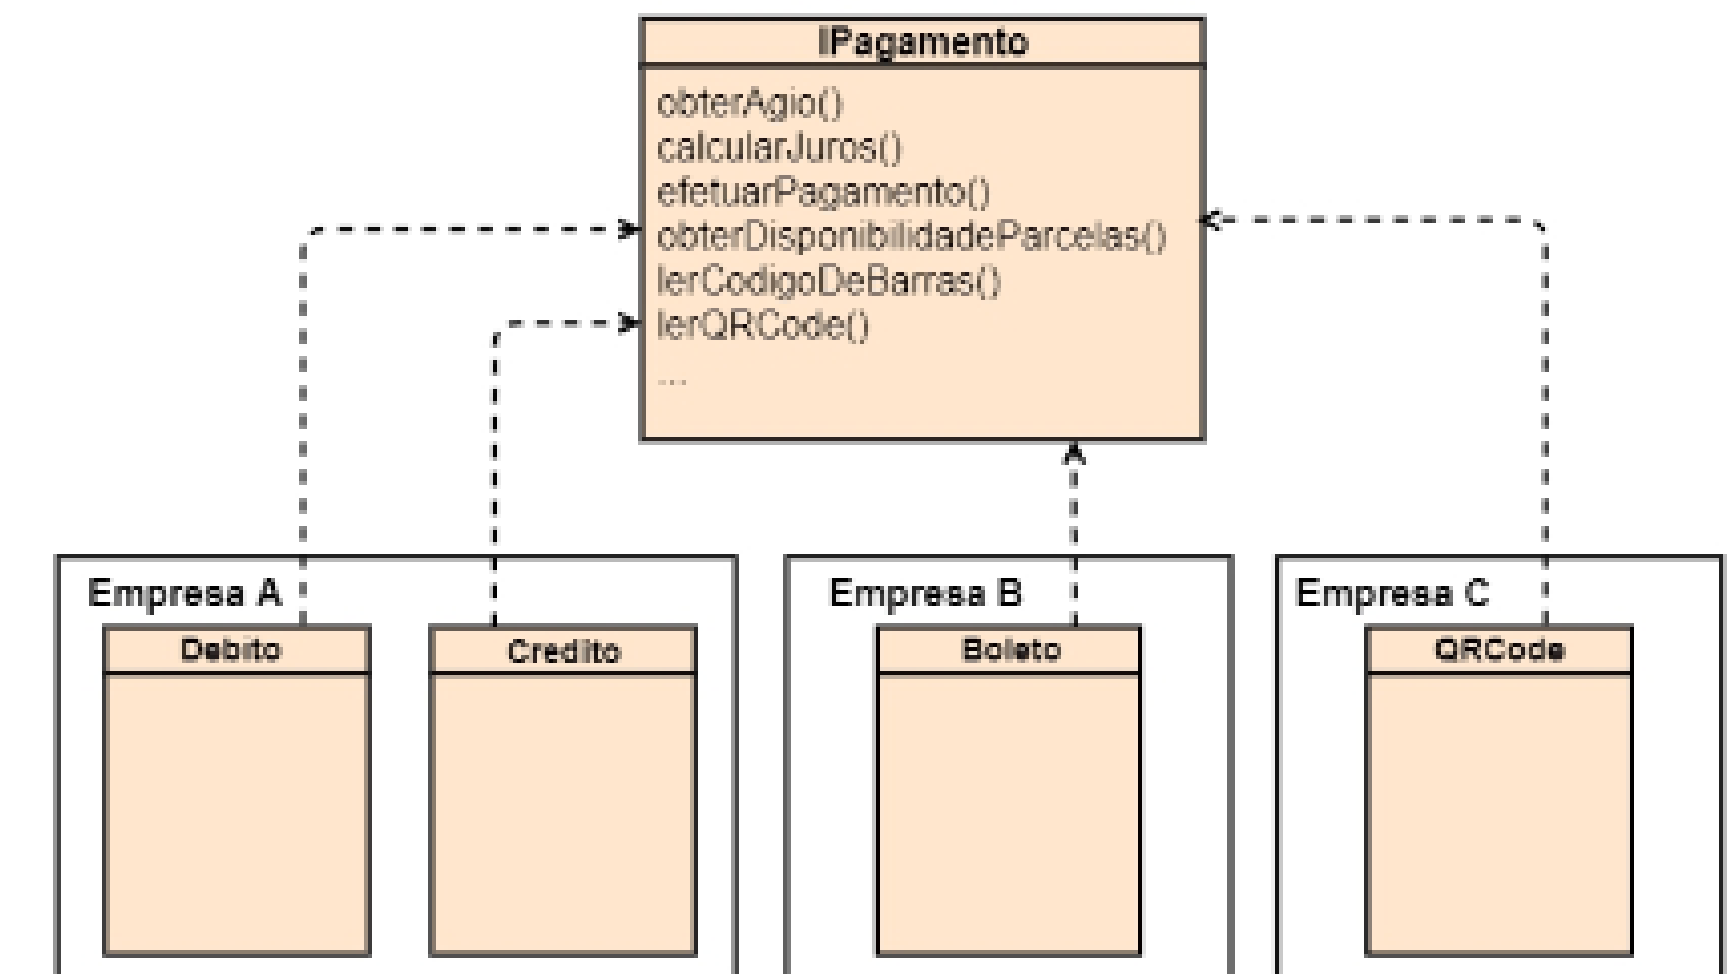 IPagamento
obterAgio()
calcularJuros()
efetuarPagamento()
obterDisponibilidadeParcelas()
lerCodigoDeBarras()
lerQRCode()
...
Empresa A
Empresa B
Empresa C
Debito
Credito
Boleto
QRCode